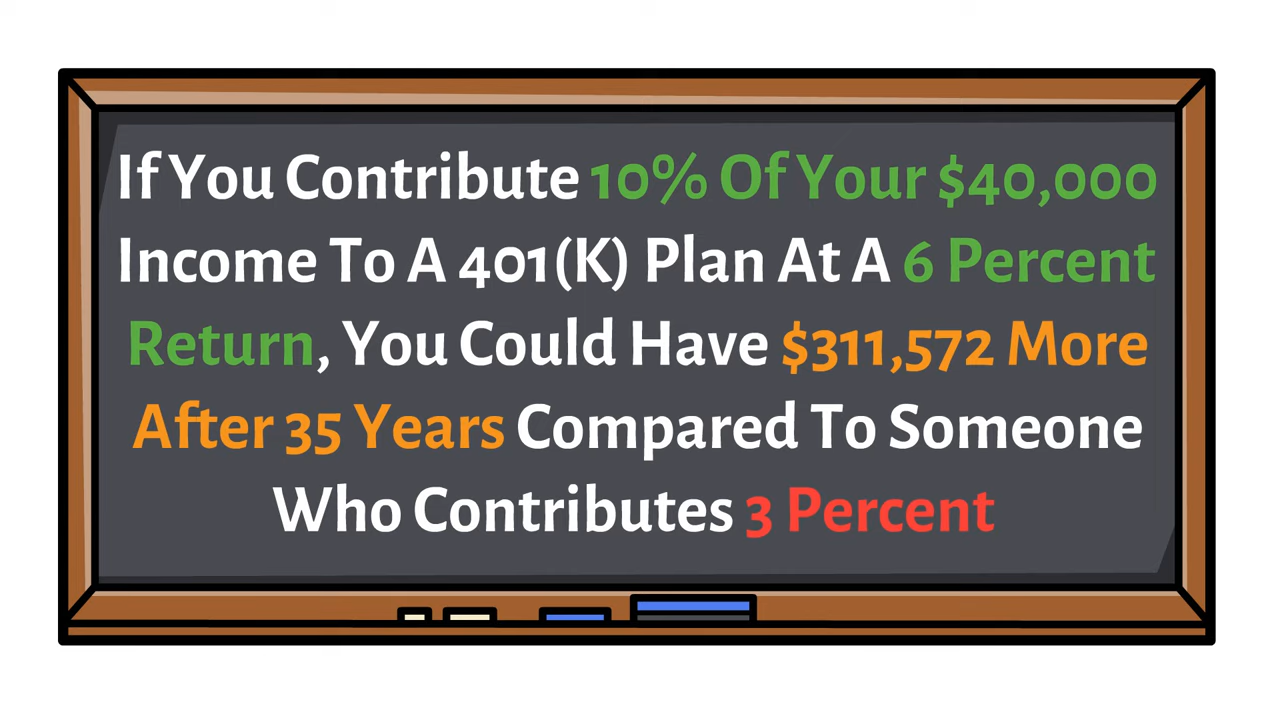 If You Contribute 10% Of Your $40,000
Income To A 401(K) Plan At A 6 Percent
Return, You Could Have $311,572 More
After 35 Years Compared To Someone
Who Contributes 3 Percent